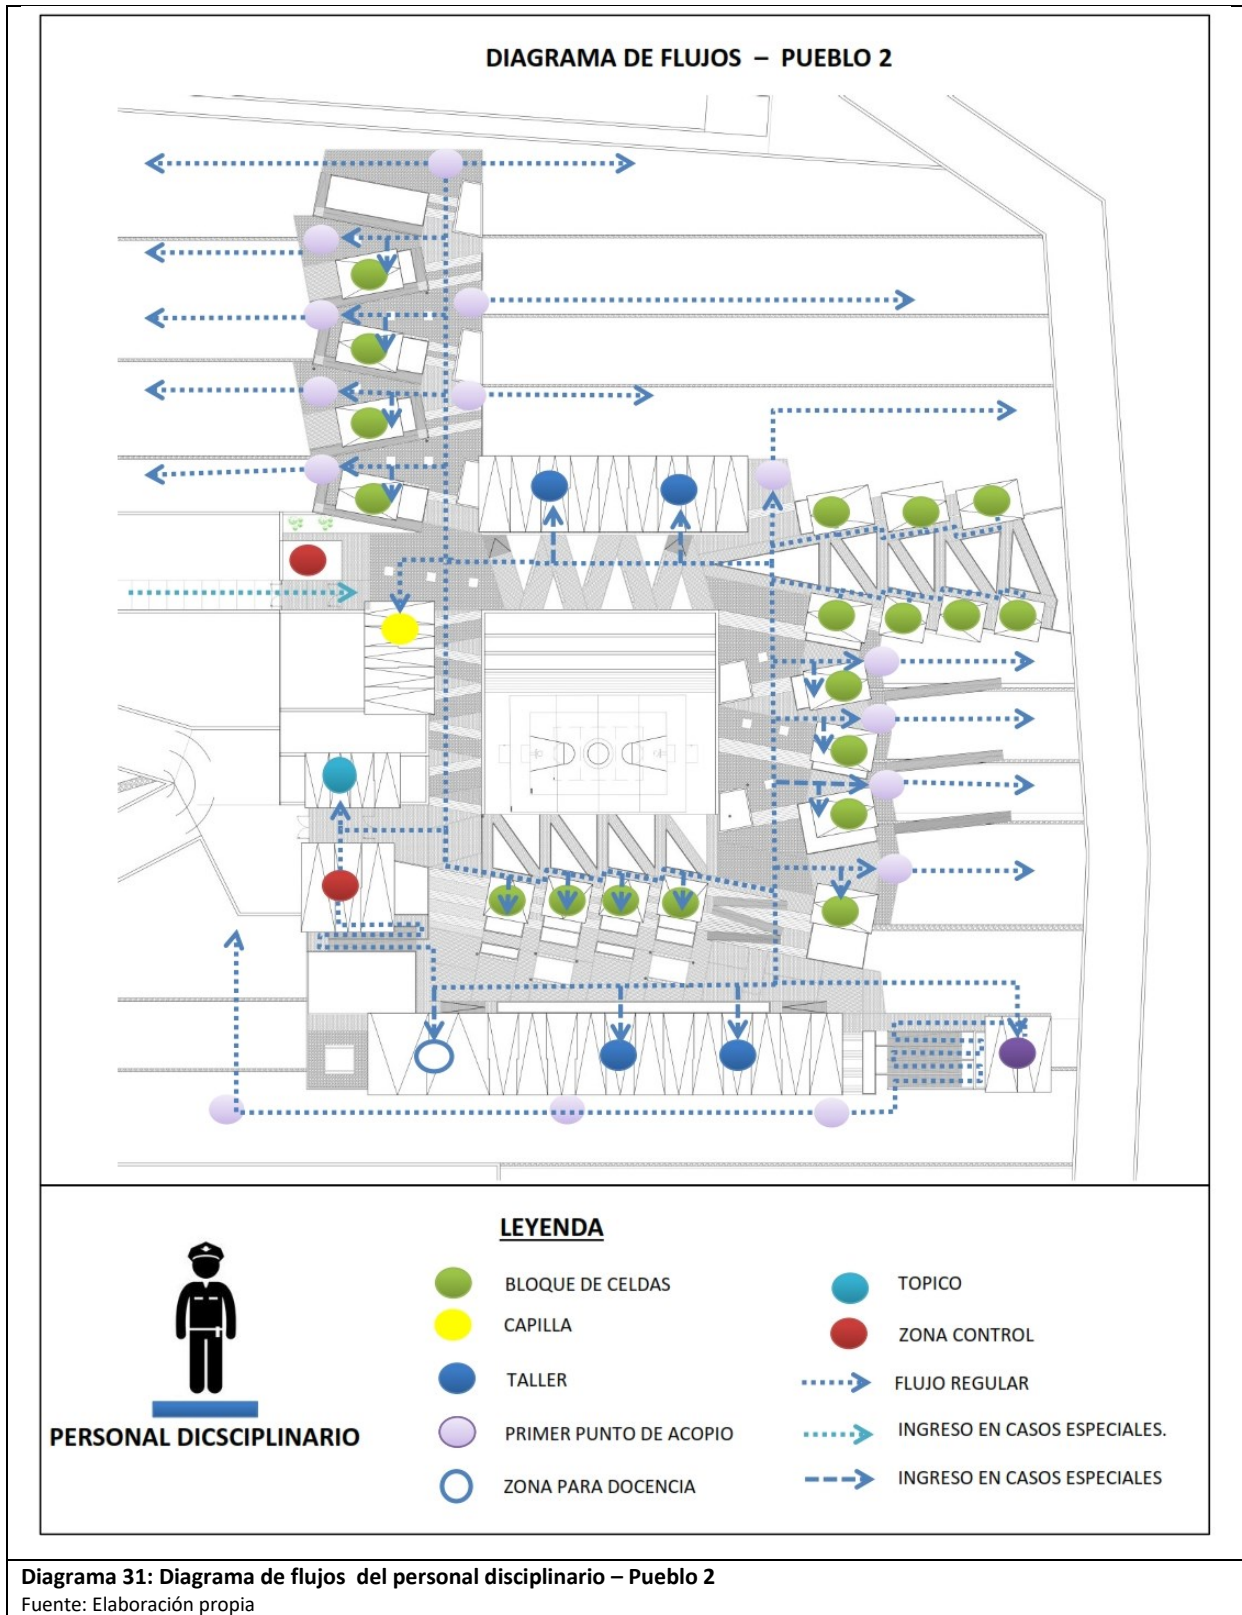 DIAGRAMA DE FLUJOS – PUEBLO 2
LEYENDA
BLOQUE DE CELDAS
CAPILLA
TALLER
PRIMER PUNTO DE ACOPIO
ZONA PARA DOCENCIA
TOPICO
ZONA CONTROL
FLUJO REGULAR
INGRESO EN CASOS ESPECIALES.
INGRESO EN CASOS ESPECIALES
PERSONAL DICSCIPLINARIO
Diagrama 31: Diagrama de flujos del personal disciplinario – Pueblo 2
Fuente: Elaboración propia